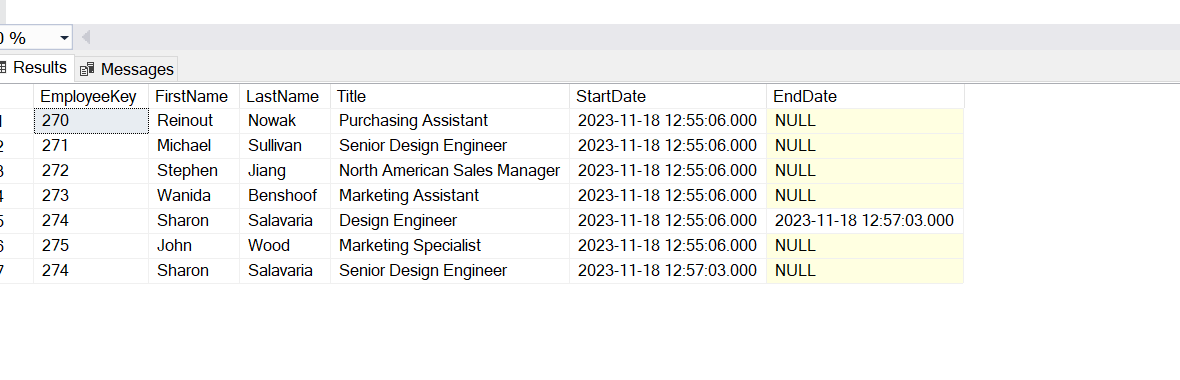 0 %
Results Messages
EmployeeKey FirstName LastName Title StartDate EndDate
1 270 Reinout Nowak Purchasing Assistant 2023-11-18 12:55:06.000 NULL
2 271 Michael Sullivan Senior Design Engineer 2023-11-18 12:55:06.000 NULL
3 272 Stephen Jiang North American Sales Manager 2023-11-18 12:55:06.000 NULL
4 273 Wanida Benshoof Marketing Assistant 2023-11-18 12:55:06.000 NULL
5 274 Sharon Salavaria Design Engineer 2023-11-18 12:55:06.000 2023-11-18 12:57:03.000
6 275 John Wood Marketing Specialist 2023-11-18 12:55:06.000 NULL
7 274 Sharon Salavaria Senior Design Engineer 2023-11-18 12:57:03.000 NULL